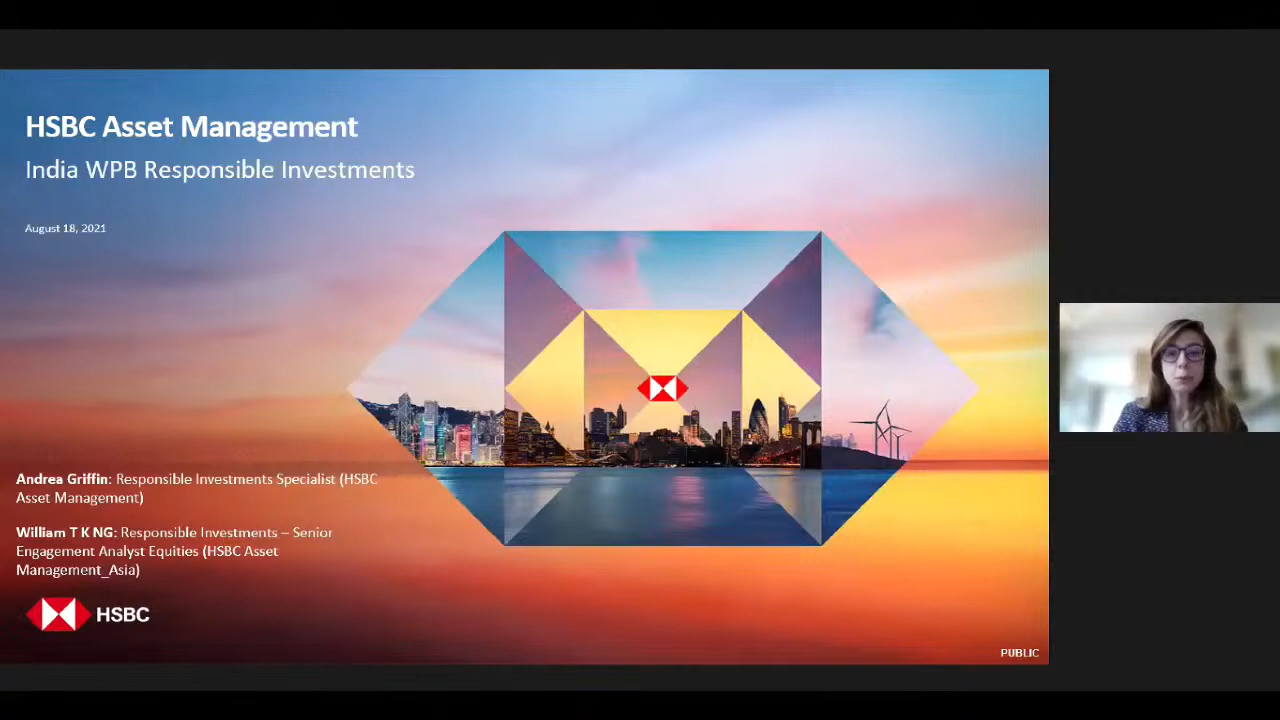 HSBC Asset Management
India WPB Responsible Investments
August 18, 2021
Andrea Griffin: Responsible Investments Specialist (HSBC
Asset Management)
William T K NG: Responsible Investments – Senior
Engagement Analyst Equities (HSBC Asset
Management_Asia)
HSBC
PUBLIC